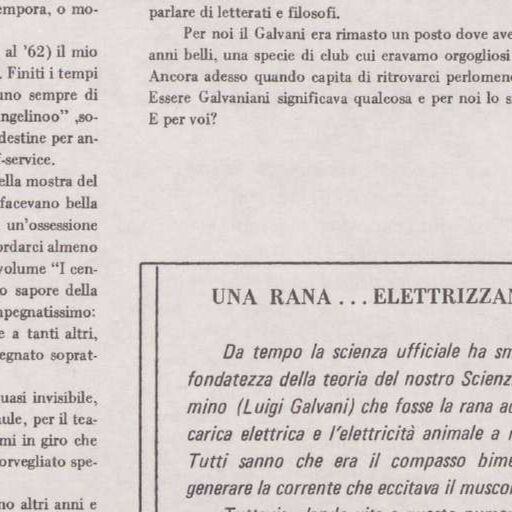 empora, o mo-
al '62) il mio
. Finiti i tempi
uno sempre di
ngelinoo" ,so-
destine per an-
f-service.
ella mostra del
facevano bella
un'ossessione
ordarci almeno
volume "I cen-
o sapore della
mpegnatissimo:
e a tanti altri,
egnato soprat-
uasi invisibile,
ule, per il tea-
mi in giro che
orvegliato spe-
no altri anni e
parlare di letterati e filosofi.
Per noi il Galvani era rimasto un posto dove ave
anni belli, una specie di club cui eravamo orgogliosi
Ancora adesso quando capita di ritrovarci perlomeno
Essere Galvaniani significava qualcosa e per noi lo s
E per voi?
UNA RANA ... ELETTRIZZAN
Da tempo la scienza ufficiale ha sm
fondatezza della teoria del nostro Scienz
mino (Luigi Galvani) che fosse la rana ad
carica elettrica e l'elettricità animale a
Tutti sanno che era il compasso bime
generare la corrente che eccitava il muscol